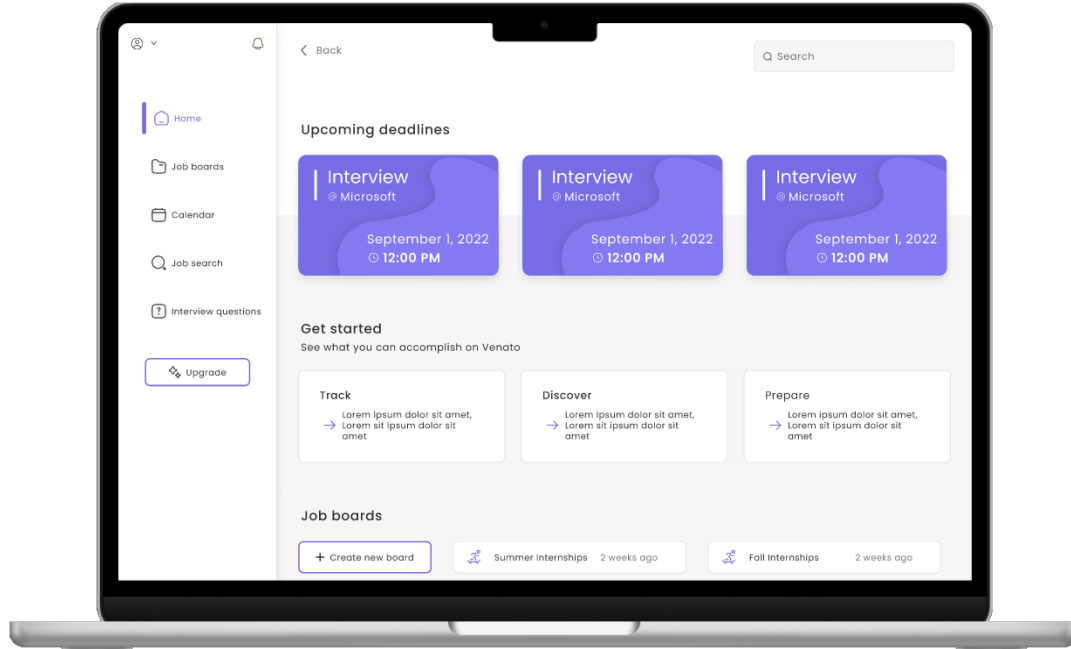 Back
Search
Home
Job boards
Calendar
Job search
Interview questions
Upgrade
Upcoming deadlines
Interview
@ Microsoft
September 1, 2022
12:00 PM
Interview
@ Microsoft
September 1, 2022
12:00 PM
Interview
@ Microsoft
September 1, 2022
12:00 PM
Get started
See what you can accomplish on Venato
Track
Lorem ipsum dolor sit amet,
Lorem sit ipsum dolor sit
amet
Discover
Lorem ipsum dolor sit amet,
Lorem sit ipsum dolor sit
amet
Prepare
Lorem ipsum dolor sit amet,
Lorem sit ipsum dolor sit
amet
Job boards
+ Create new board
Summer Internships 2 weeks ago
Fall Internships 2 weeks ago